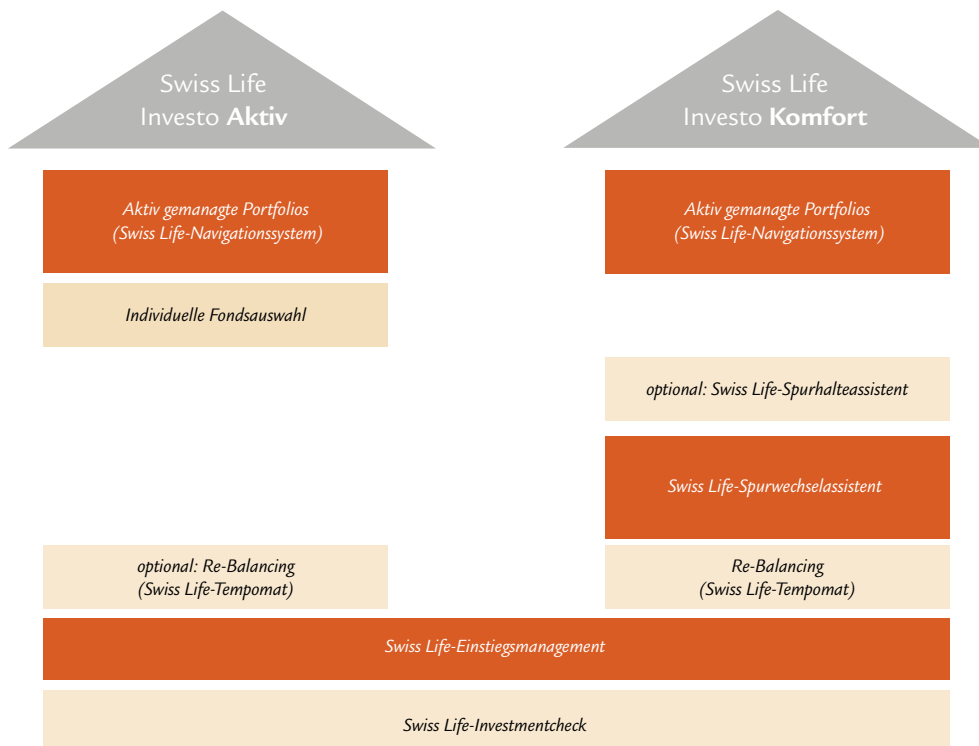 Swiss Life
Investo Aktiv
Swiss Life
Investo Komfort
Aktiv gemanagte Portfolios
(Swiss Life-Navigationssystem)
Aktiv gemanagte Portfolios
(Swiss Life-Navigationssystem)
Individuelle Fondsauswahl
optional: Swiss Life-Spurhalteassistent
Swiss Life-Spurwechselassistent
optional: Re-Balancing
(Swiss Life-Tempomat)
Re-Balancing
(Swiss Life-Tempomat)
Swiss Life-Einstiegsmanagement
Swiss Life-Investmentcheck